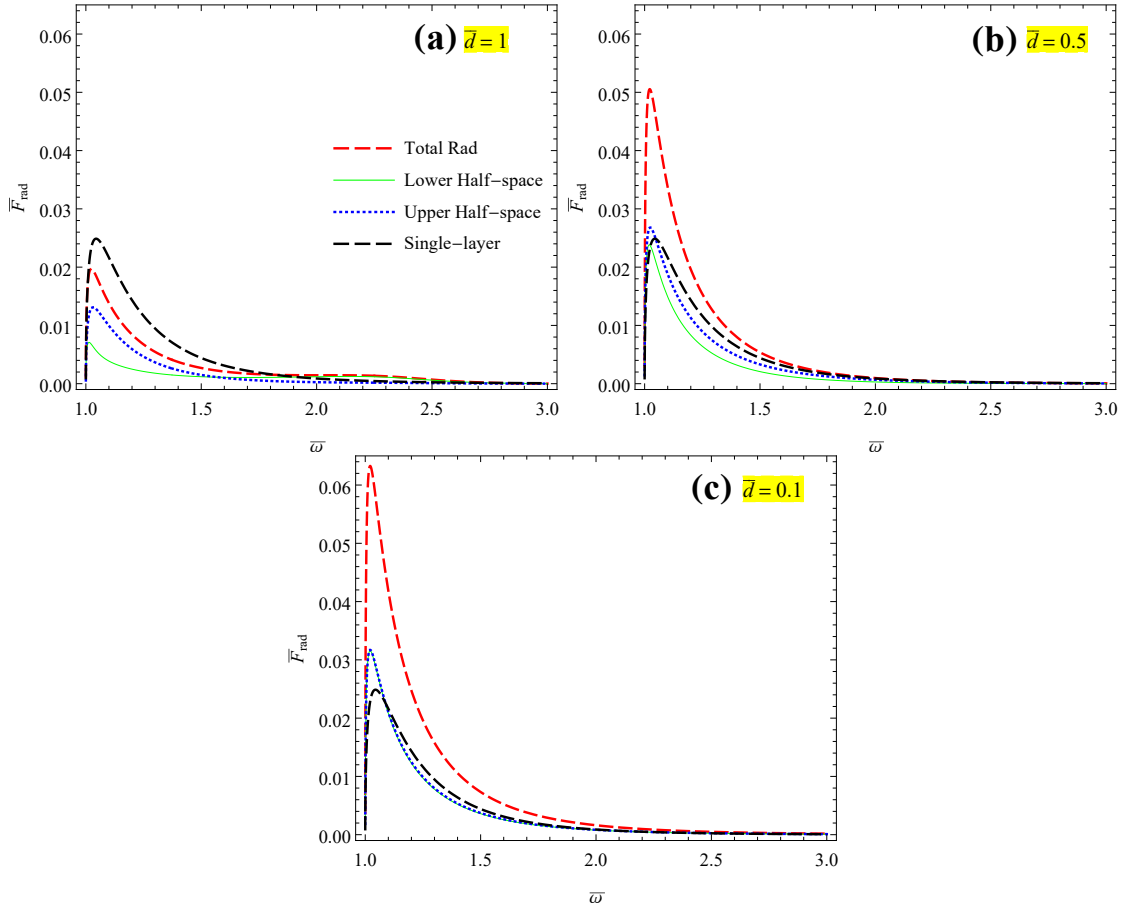 (a) d̅ = 1
0.06
0.05
0.04
0.03
0.02
0.01
0.00
F̅rad
Total Rad
Lower Half−space
Upper Half−space
Single−layer
1.0 1.5 2.0 2.5 3.0
ω̅
(b) d̅ = 0.5
0.06
0.05
0.04
0.03
0.02
0.01
0.00
F̅rad
1.0 1.5 2.0 2.5 3.0
ω̅
(c) d̅ = 0.1
0.06
0.05
0.04
0.03
0.02
0.01
0.00
F̅rad
1.0 1.5 2.0 2.5 3.0
ω̅